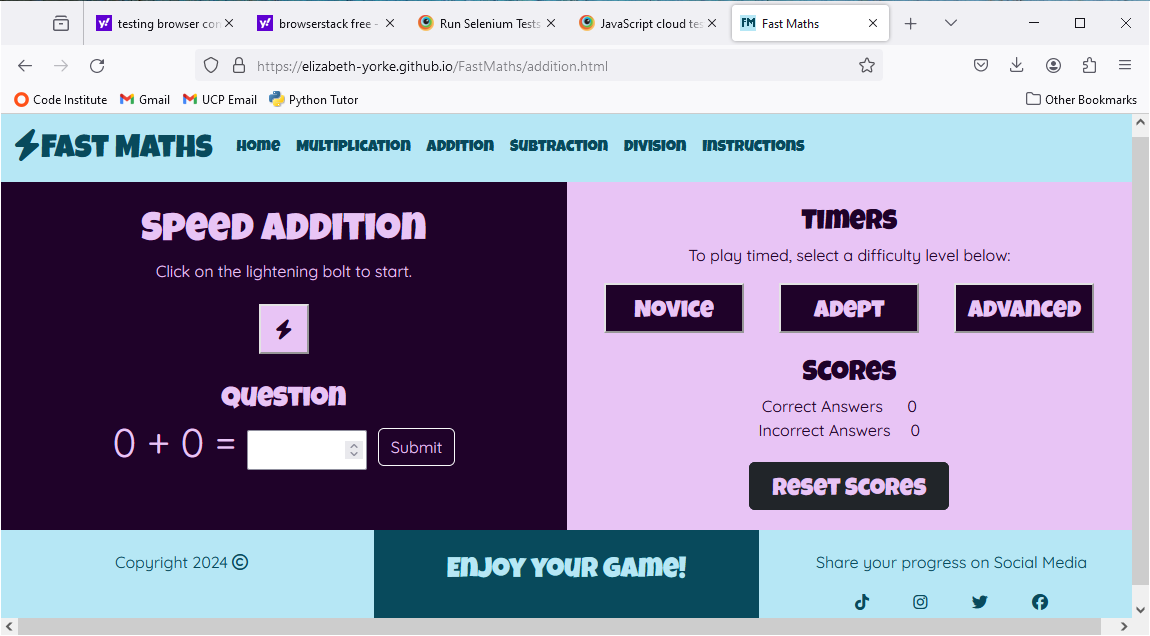 testing browser con
browserstack free -
Run Selenium Tests
JavaScript cloud tes
FM Fast Maths
https://elizabeth-yorke.github.io/FastMaths/addition.html
Code Institute Gmail UCP Email Python Tutor Other Bookmarks
FAST MATHS Home Multiplication Addition Subtraction Division Instructions
Speed Addition
Click on the lightening bolt to start.
Question
0 + 0 = Submit
Timers
To play timed, select a difficulty level below:
Novice Adept Advanced
Scores
Correct Answers 0
Incorrect Answers 0
Reset Scores
Copyright 2024 ©
Enjoy your game!
Share your progress on Social Media